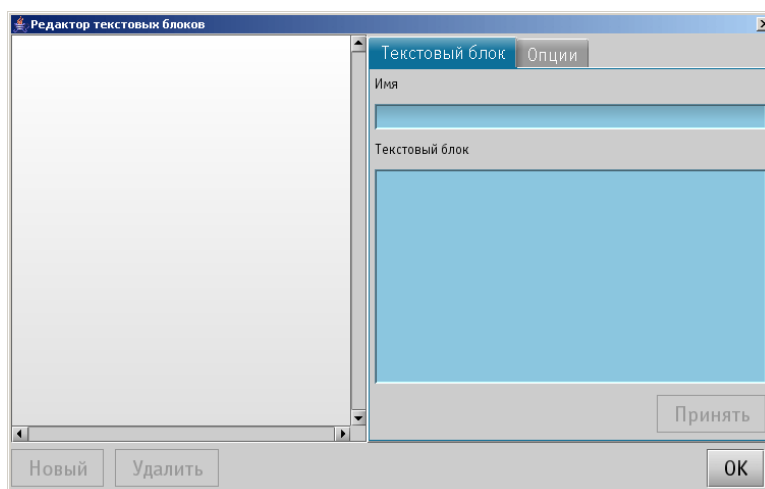 Редактор текстовых блоков
Текстовый блок Опции
Имя
Текстовый блок
Принять
Новый Удалить OK